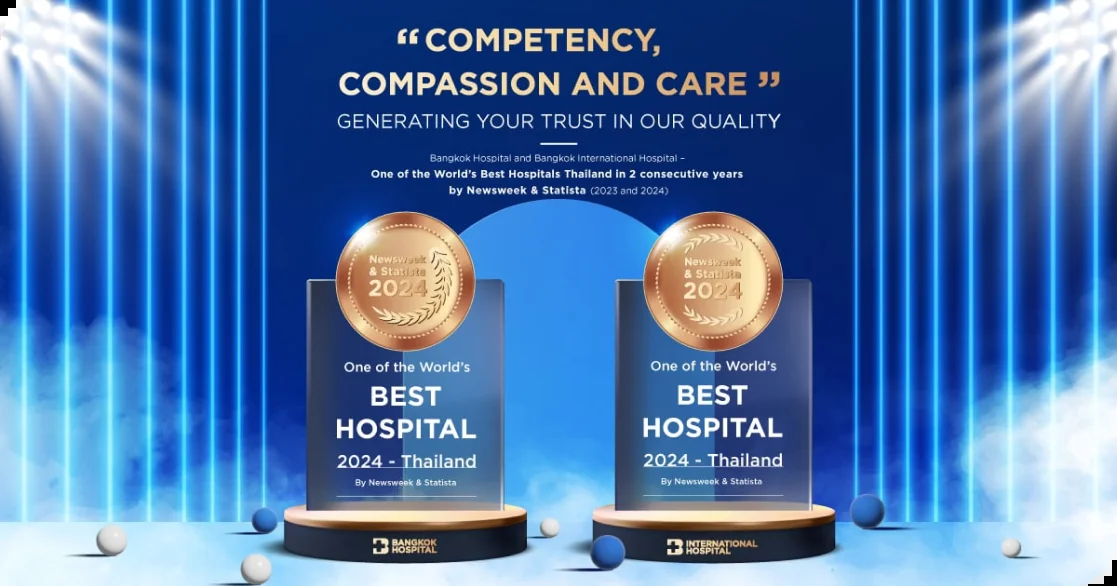 “COMPETENCY,
COMPASSION AND CARE”
GENERATING YOUR TRUST IN OUR QUALITY
Bangkok Hospital and Bangkok International Hospital –
One of the World's Best Hospitals Thailand in 2 consecutive years
by Newsweek & Statista (2023 and 2024)
Newsweek
& Statista
2024
One of the World's
BEST
HOSPITAL
2024 - Thailand
By Newsweek & Statista
BANGKOK
HOSPITAL
Newsweek
& Statista
2024
One of the World's
BEST
HOSPITAL
2024 - Thailand
By Newsweek & Statista
INTERNATIONAL
HOSPITAL